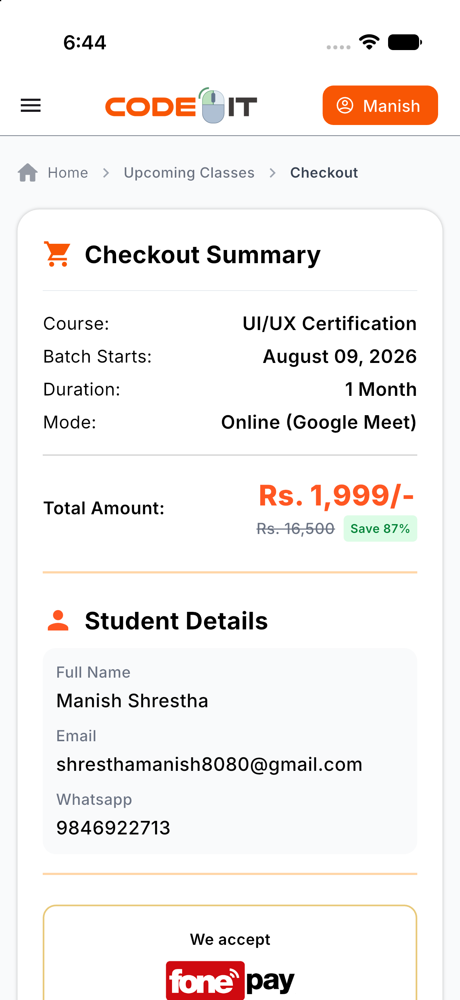 6:44
CODE IT
Manish
Home > Upcoming Classes > Checkout
Checkout Summary
Course: UI/UX Certification
Batch Starts: August 09, 2026
Duration: 1 Month
Mode: Online (Google Meet)
Total Amount: Rs. 1,999/-
Rs. 16,500 Save 87%
Student Details
Full Name
Manish Shrestha
Email
shresthamanish8080@gmail.com
Whatsapp
9846922713
We accept
fonepay